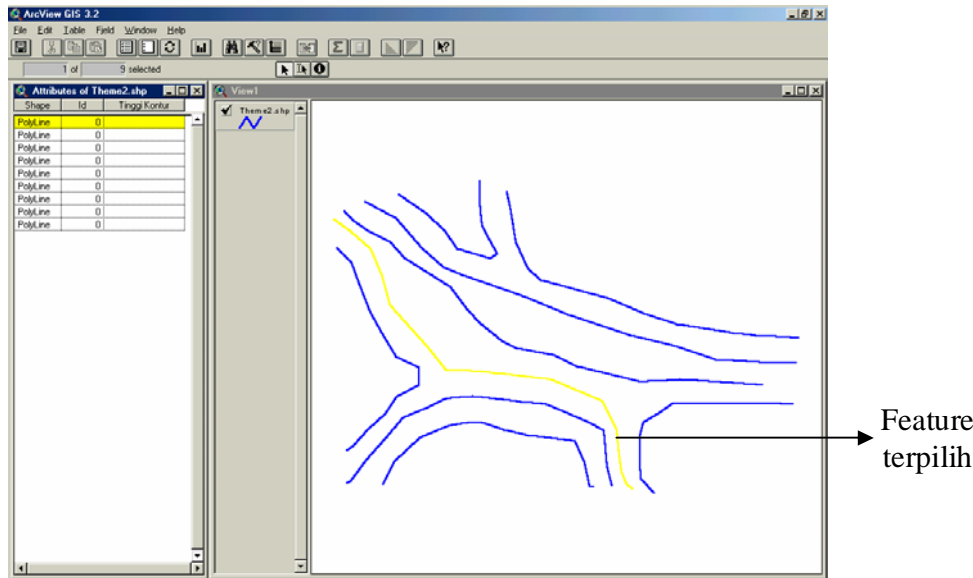 ArcView GIS 3.2
File Edit Table Field Window Help
1 of 9 selected
Attributes of Theme2.shp
Shape Id Tinggi Kontur
PolyLine 0
PolyLine 0
PolyLine 0
PolyLine 0
PolyLine 0
PolyLine 0
PolyLine 0
PolyLine 0
PolyLine 0
View1
Theme2.shp
Feature
terpilih